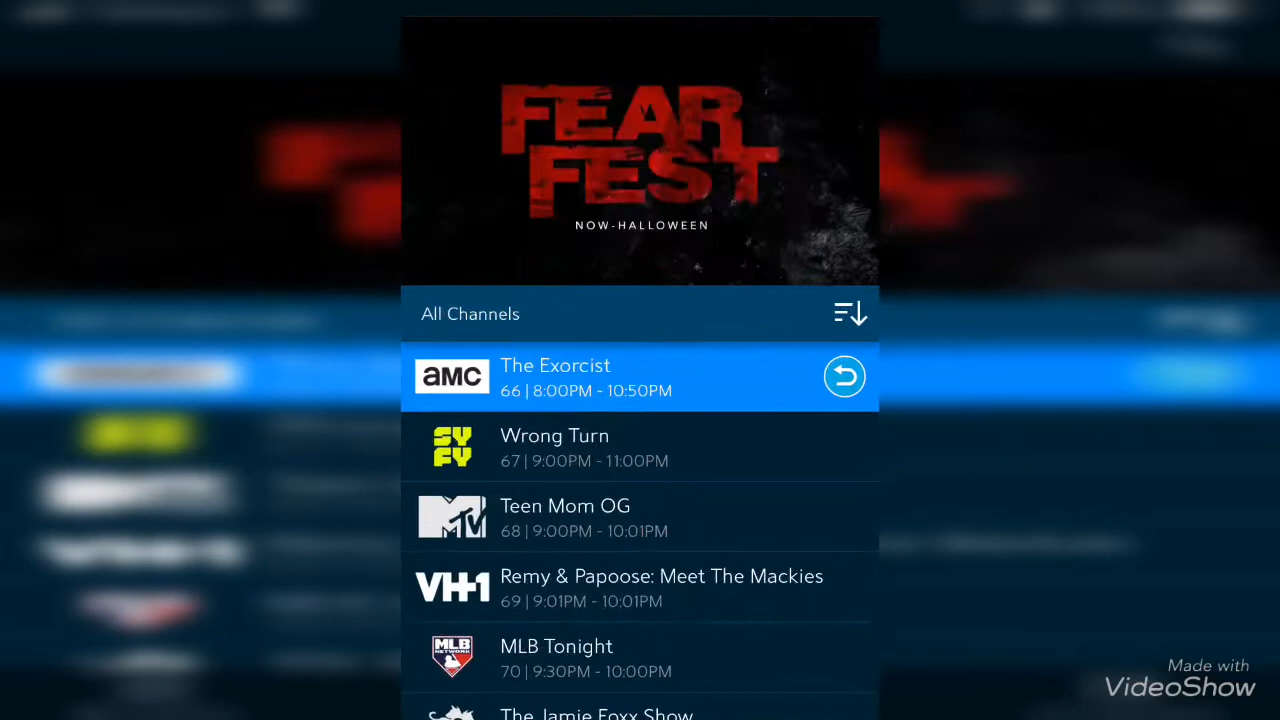 FEAR
FEST
NOW-HALLOWEEN
All Channels
aMC
The Exorcist
66 | 8:00PM - 10:50PM
SYFY
Wrong Turn
67 | 9:00PM - 11:00PM
MTV
Teen Mom OG
68 | 9:00PM - 10:01PM
VH1
Remy & Papoose: Meet The Mackies
69 | 9:01PM - 10:01PM
MLB
NETWORK
MLB Tonight
70 | 9:30PM - 10:00PM
The Jamie Foxx Show
Made with
VideoShow